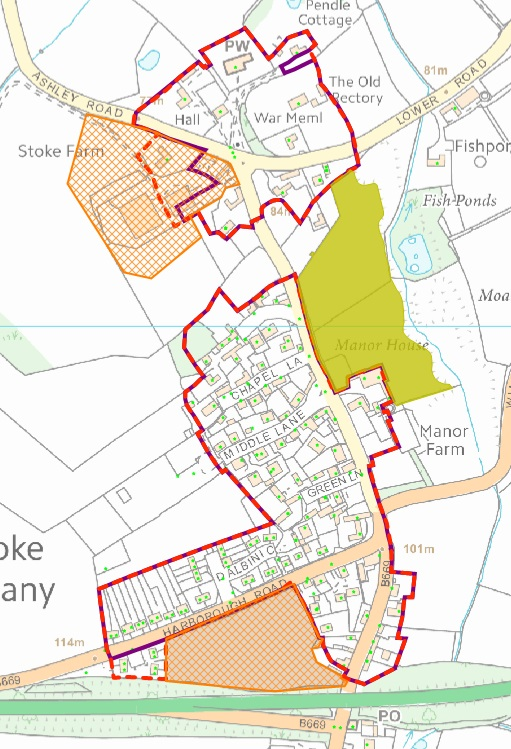 Pendle
Cottage
PW
81m
ASHLEY ROAD
The Old
Rectory
LOWER ROAD
Hall
War Meml
Stoke Farm
Fishpon
Fish Ponds
84m
Moa
Manor House
CHAPEL LA
MIDDLE LANE
Manor
Farm
GREEN LN
oke
any
D'ALBINI C
101m
B669
HARBOROUGH ROAD
114m
B669
PO
B669